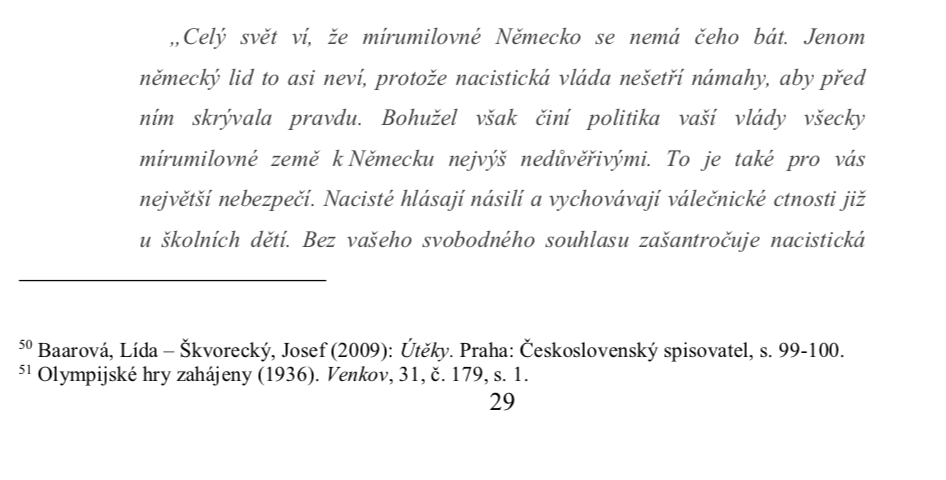 „Celý svět ví, že mírumilovné Německo se nemá čeho bát. Jenom
německý lid to asi neví, protože nacistická vláda nešetří námahy, aby před
ním skrývala pravdu. Bohužel však činí politika vaší vlády všecky
mírumilovné země k Německu nejvýš nedůvěřivými. To je také pro vás
největší nebezpečí. Nacisté hlásají násilí a vychovávají válečnické ctnosti již
u školních dětí. Bez vašeho svobodného souhlasu zašantročuje nacistická
50 Baarová, Lída – Škvorecký, Josef (2009): Útěky. Praha: Československý spisovatel, s. 99-100.
51 Olympijské hry zahájeny (1936). Venkov, 31, č. 179, s. 1.
29